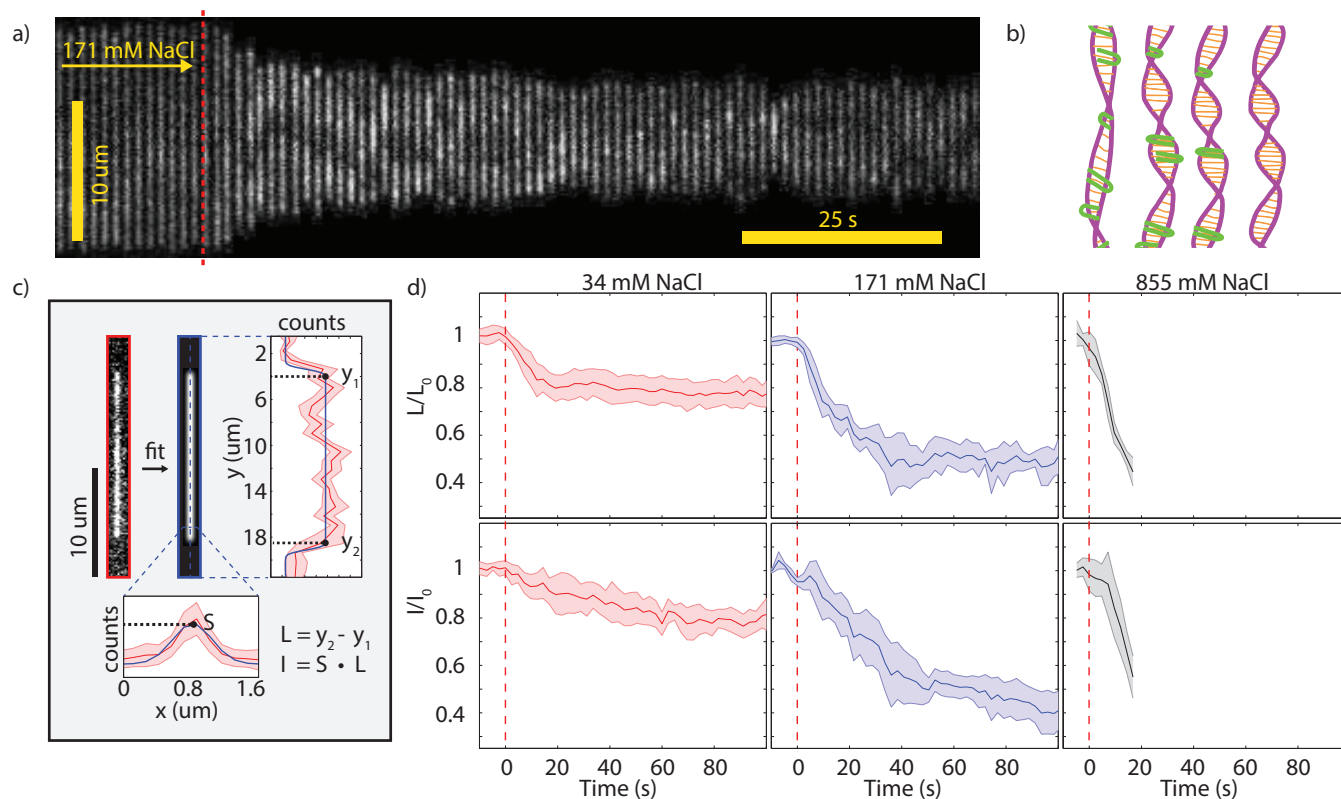 a)
171 mM NaCl
10 um
25 s
b)
c)
counts
2
6
10
14
18
y (um)
y₁
y₂
10 um
fit
counts
S
0 0.8 1.6
x (um)
L = y₂ - y₁
I = S • L
d)
34 mM NaCl 171 mM NaCl 855 mM NaCl
L/L₀
1
0.8
0.6
0.4
I/I₀
1
0.8
0.6
0.4
0 20 40 60 80 0 20 40 60 80 0 20 40 60 80
Time (s) Time (s) Time (s)